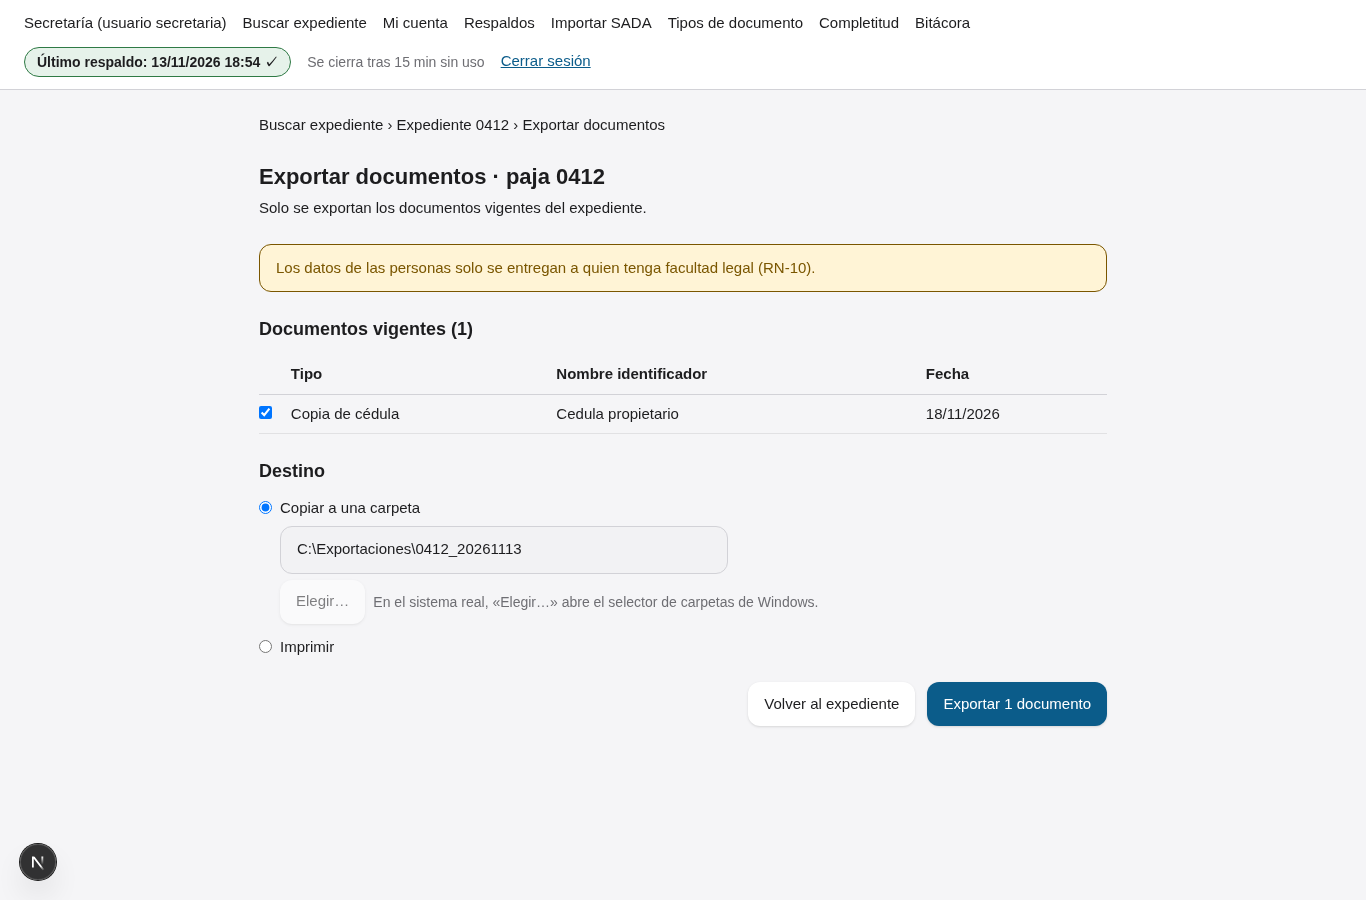 Secretaría (usuario secretaria) Buscar expediente Mi cuenta Respaldos Importar SADA Tipos de documento Completitud Bitácora
Último respaldo: 13/11/2026 18:54 ✓ Se cierra tras 15 min sin uso Cerrar sesión
Buscar expediente › Expediente 0412 › Exportar documentos
Exportar documentos · paja 0412
Solo se exportan los documentos vigentes del expediente.
Los datos de las personas solo se entregan a quien tenga facultad legal (RN-10).
Documentos vigentes (1)
Tipo Nombre identificador Fecha
Copia de cédula Cedula propietario 18/11/2026
Destino
Copiar a una carpeta
C:\Exportaciones\0412_20261113
Elegir… En el sistema real, «Elegir…» abre el selector de carpetas de Windows.
Imprimir
Volver al expediente Exportar 1 documento
N